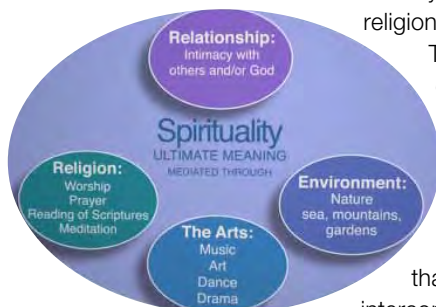 Relationship:
Intimacy with
others and/or God
religion
Spirituality
ULTIMATE MEANING
MEDIATED THROUGH
Religion:
Worship
Prayer
Reading of Scriptures
Meditation
Environment:
Nature
sea, mountains,
gardens
The Arts:
Music
Art
Dance
Drama
tha